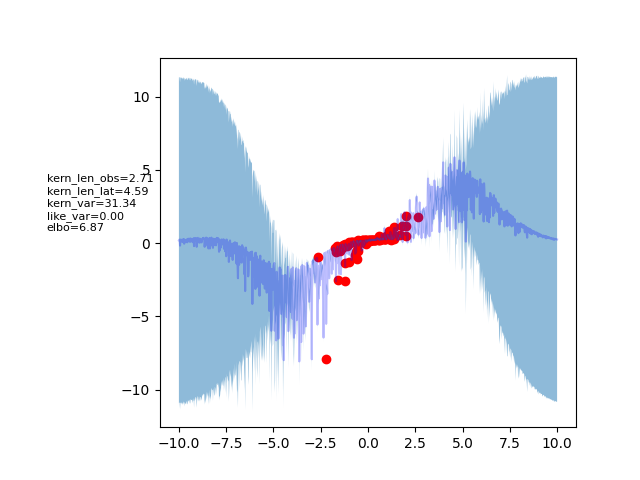 10
5
0
−5
−10
kern_len_obs=2.71
kern_len_lat=4.59
kern_var=31.34
like_var=0.00
elbo=6.87
−10.0 −7.5 −5.0 −2.5 0.0 2.5 5.0 7.5 10.0